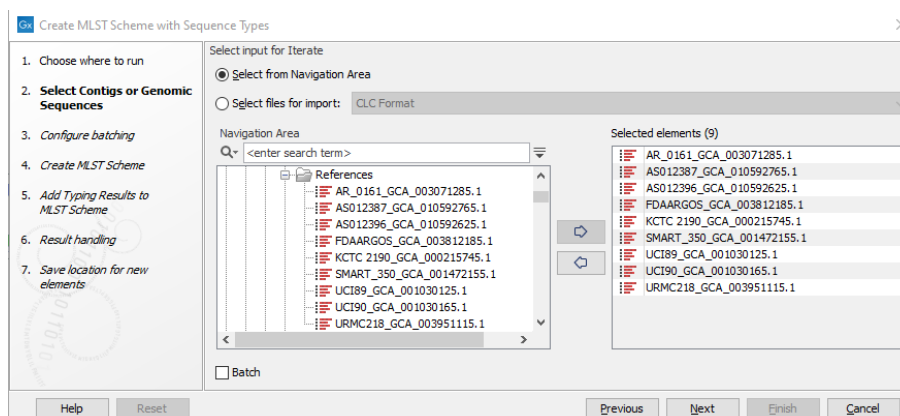 Gx Create MLST Scheme with Sequence Types
1. Choose where to run
2. Select Contigs or Genomic
Sequences
3. Configure batching
4. Create MLST Scheme
5. Add Typing Results to
MLST Scheme
6. Result handling
7. Save location for new
elements
Select input for Iterate
Select from Navigation Area
Select files for import: CLC Format
Navigation Area
<enter search term>
References
AR_0161_GCA_003071285.1
AS012387_GCA_010592765.1
AS012396_GCA_010592625.1
FDAARGOS_GCA_003812185.1
KCTC 2190_GCA_000215745.1
SMART_350_GCA_001472155.1
UCI89_GCA_001030125.1
UCI90_GCA_001030165.1
URMC218_GCA_003951115.1
Selected elements (9)
AR_0161_GCA_003071285.1
AS012387_GCA_010592765.1
AS012396_GCA_010592625.1
FDAARGOS_GCA_003812185.1
KCTC 2190_GCA_000215745.1
SMART_350_GCA_001472155.1
UCI89_GCA_001030125.1
UCI90_GCA_001030165.1
URMC218_GCA_003951115.1
Batch
Help Reset Previous Next Finish Cancel